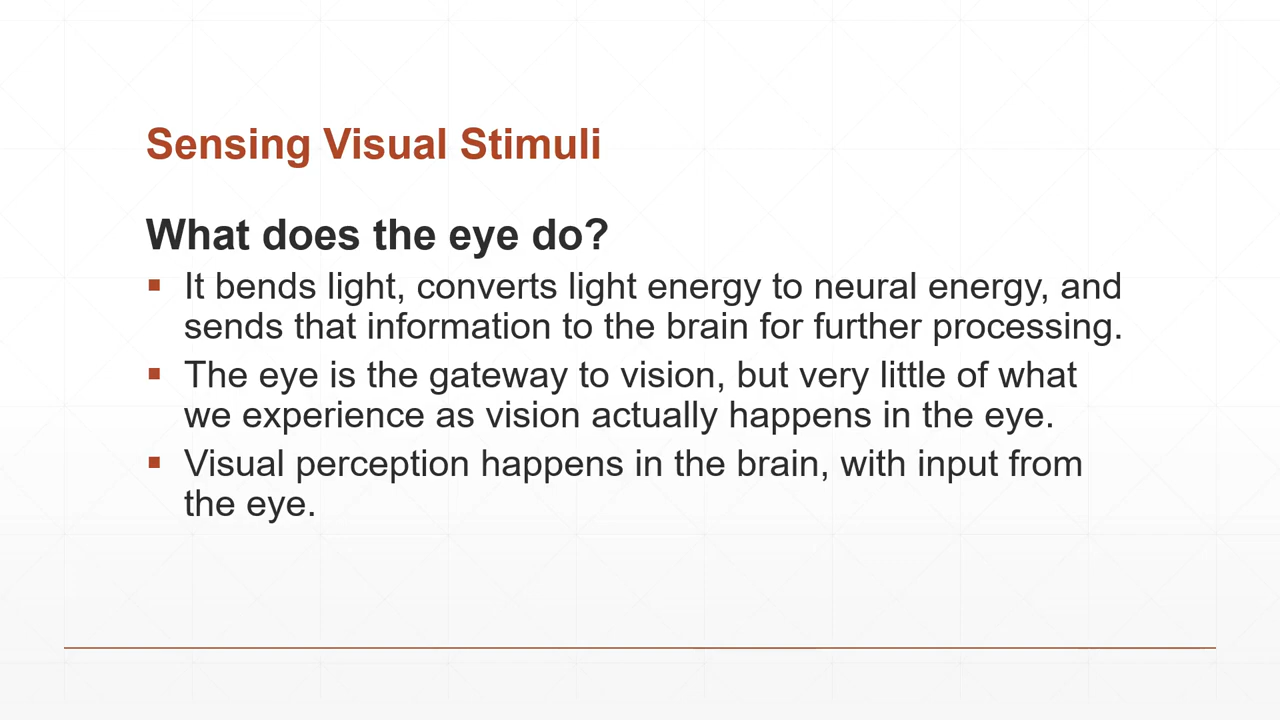 Sensing Visual Stimuli
What does the eye do?
▪ It bends light, converts light energy to neural energy, and
sends that information to the brain for further processing.
▪ The eye is the gateway to vision, but very little of what
we experience as vision actually happens in the eye.
▪ Visual perception happens in the brain, with input from
the eye.